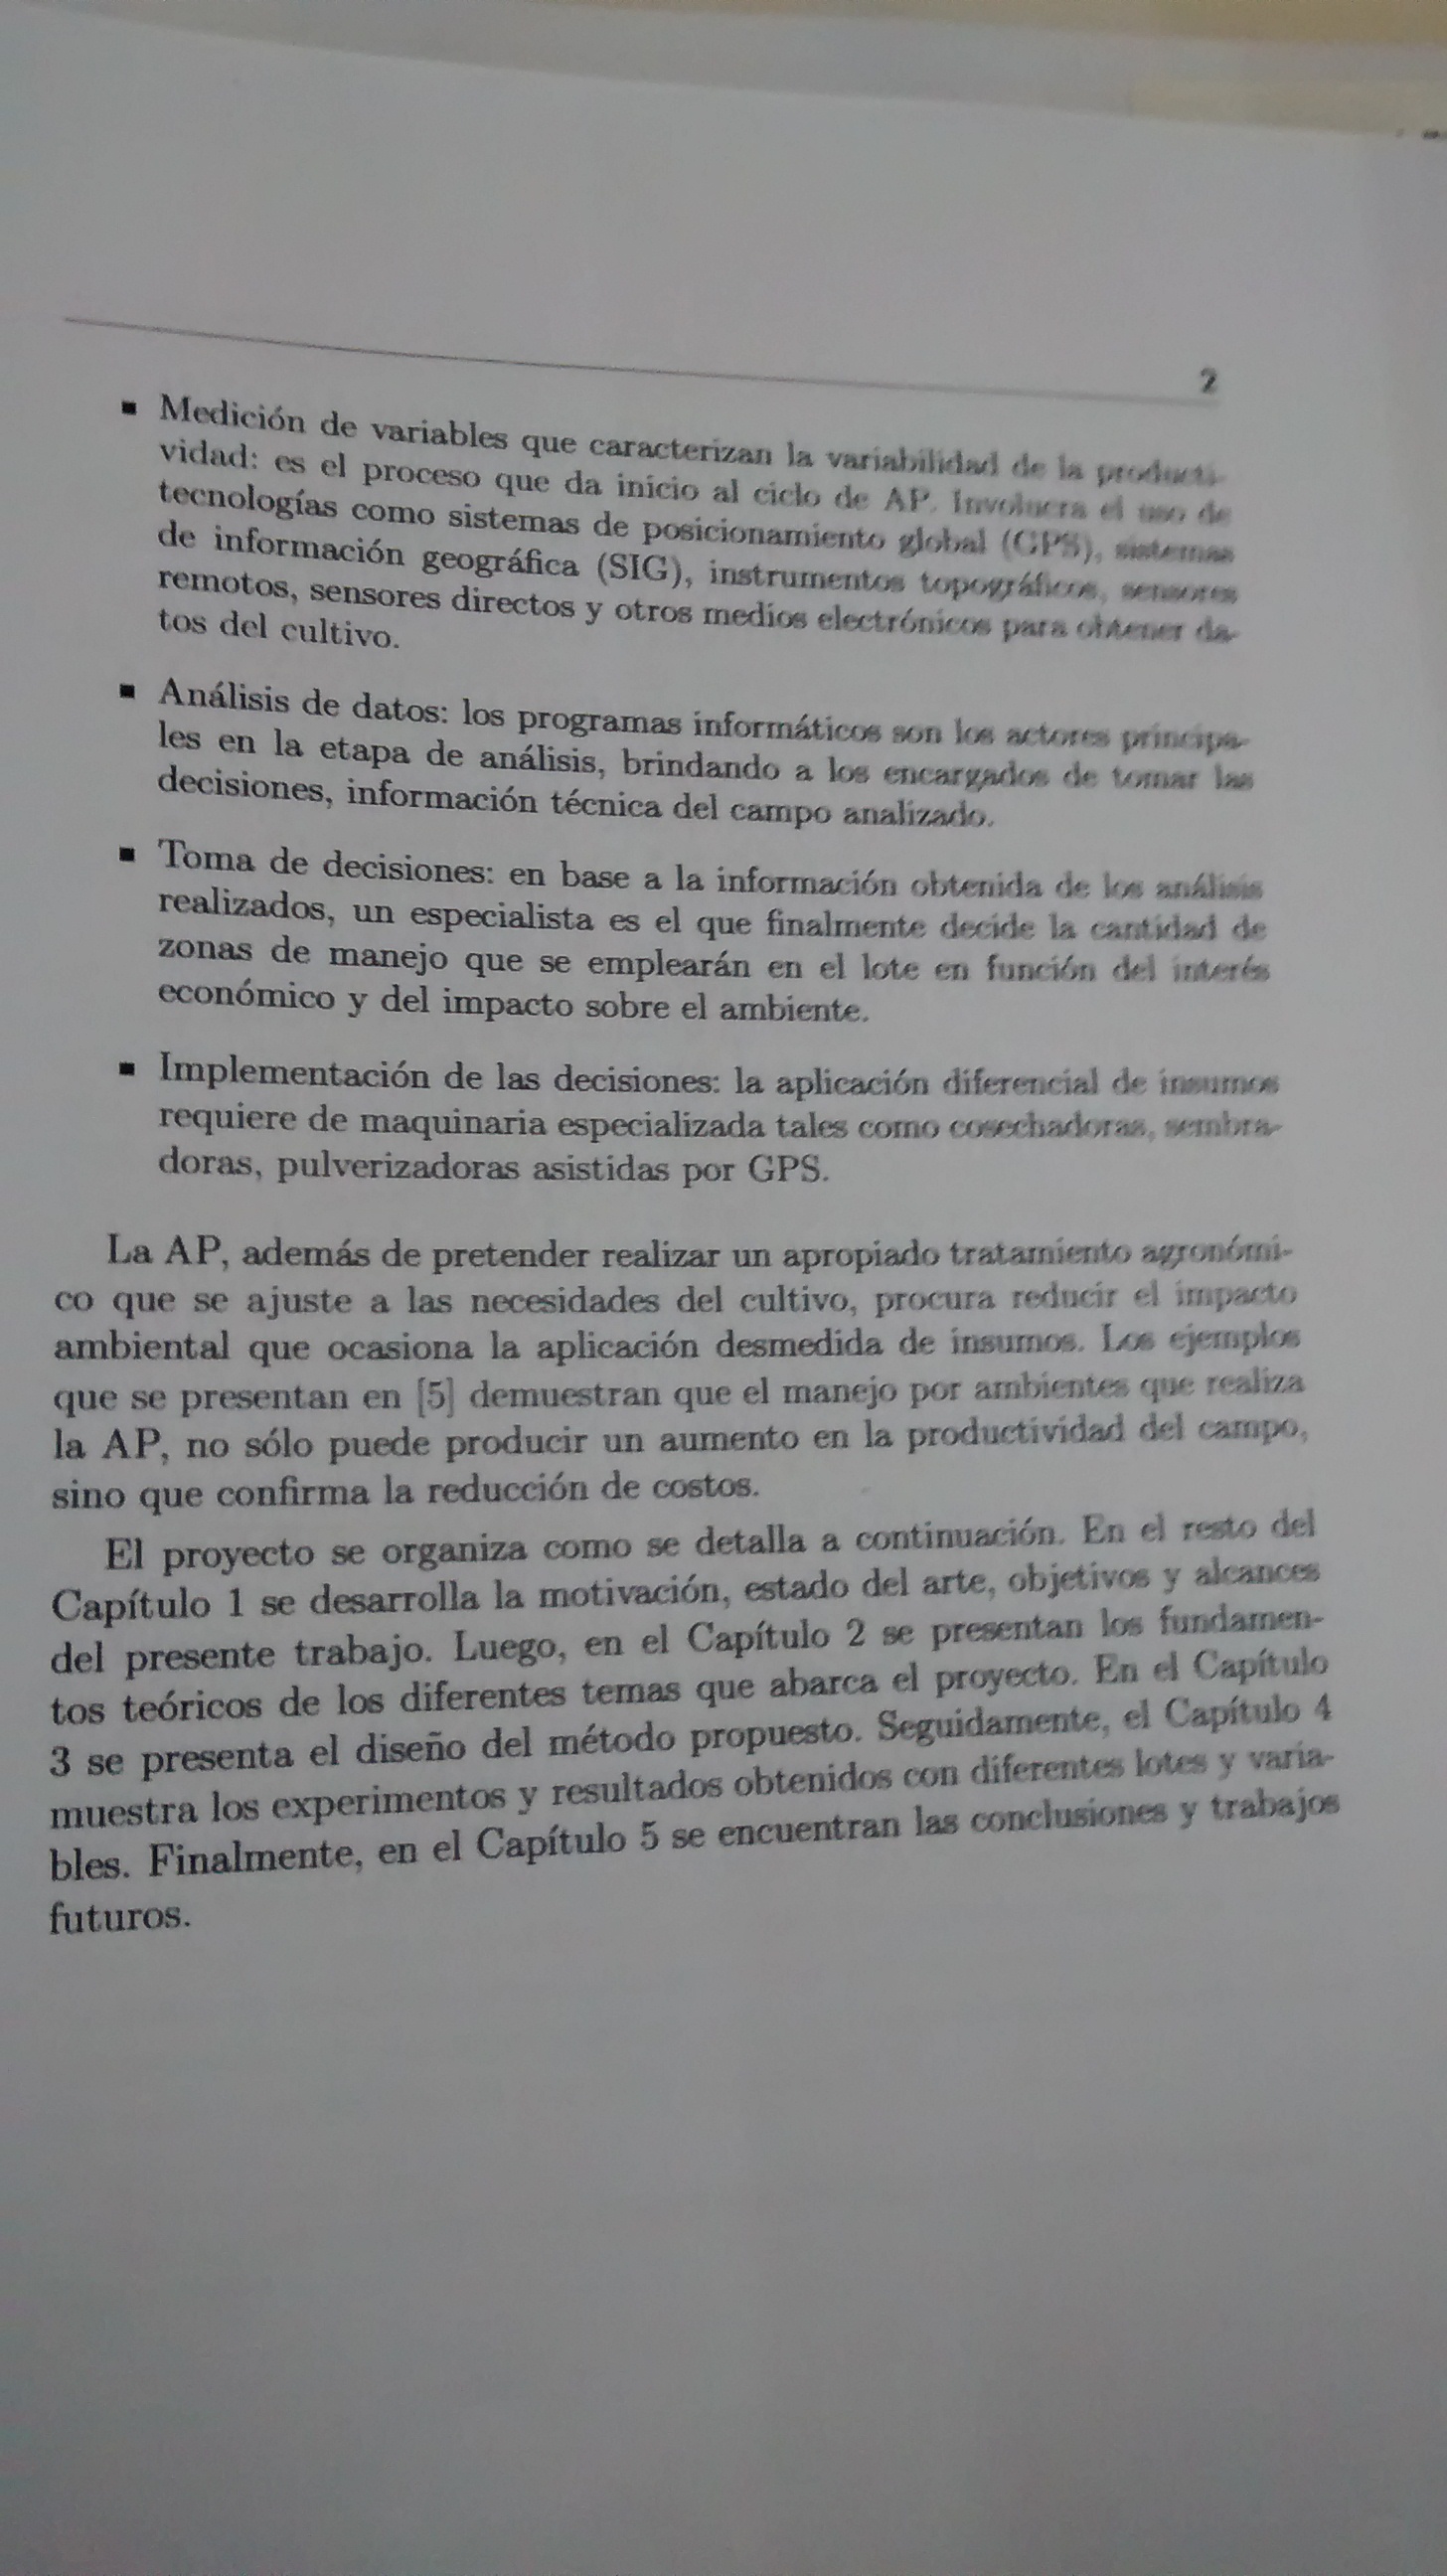 2
▪ Medición de variables que caracterizan la variabilidad de la producti-
vidad: es el proceso que da inicio al ciclo de AP. Involucra el uso de
tecnologías como sistemas de posicionamiento global (GPS), sistemas
de información geográfica (SIG), instrumentos topográficos, sensores
remotos, sensores directos y otros medios electrónicos para obtener da-
tos del cultivo.
▪ Análisis de datos: los programas informáticos son los actores principa-
les en la etapa de análisis, brindando a los encargados de tomar las
decisiones, información técnica del campo analizado.
▪ Toma de decisiones: en base a la información obtenida de los análisis
realizados, un especialista es el que finalmente decide la cantidad de
zonas de manejo que se emplearán en el lote en función del interés
económico y del impacto sobre el ambiente.
▪ Implementación de las decisiones: la aplicación diferencial de insumos
requiere de maquinaria especializada tales como cosechadoras, sembra-
doras, pulverizadoras asistidas por GPS.
La AP, además de pretender realizar un apropiado tratamiento agronómi-
co que se ajuste a las necesidades del cultivo, procura reducir el impacto
ambiental que ocasiona la aplicación desmedida de insumos. Los ejemplos
que se presentan en [5] demuestran que el manejo por ambientes que realiza
la AP, no sólo puede producir un aumento en la productividad del campo,
sino que confirma la reducción de costos.
El proyecto se organiza como se detalla a continuación. En el resto del
Capítulo 1 se desarrolla la motivación, estado del arte, objetivos y alcances
del presente trabajo. Luego, en el Capítulo 2 se presentan los fundamen-
tos teóricos de los diferentes temas que abarca el proyecto. En el Capítulo
3 se presenta el diseño del método propuesto. Seguidamente, el Capítulo 4
muestra los experimentos y resultados obtenidos con diferentes lotes y varia-
bles. Finalmente, en el Capítulo 5 se encuentran las conclusiones y trabajos
futuros.